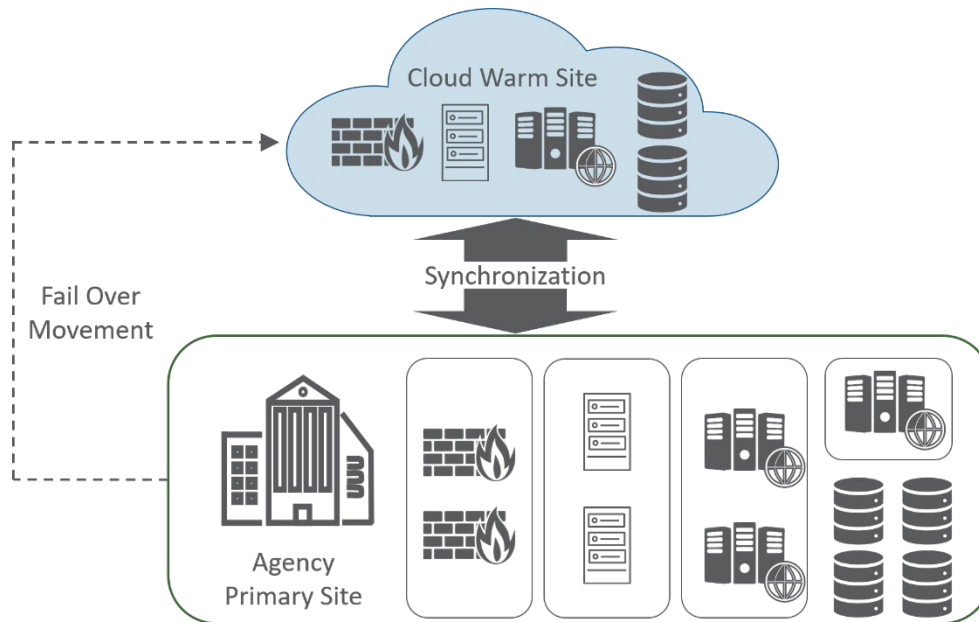 Cloud Warm Site
Synchronization
Fail Over
Movement
Agency
Primary Site